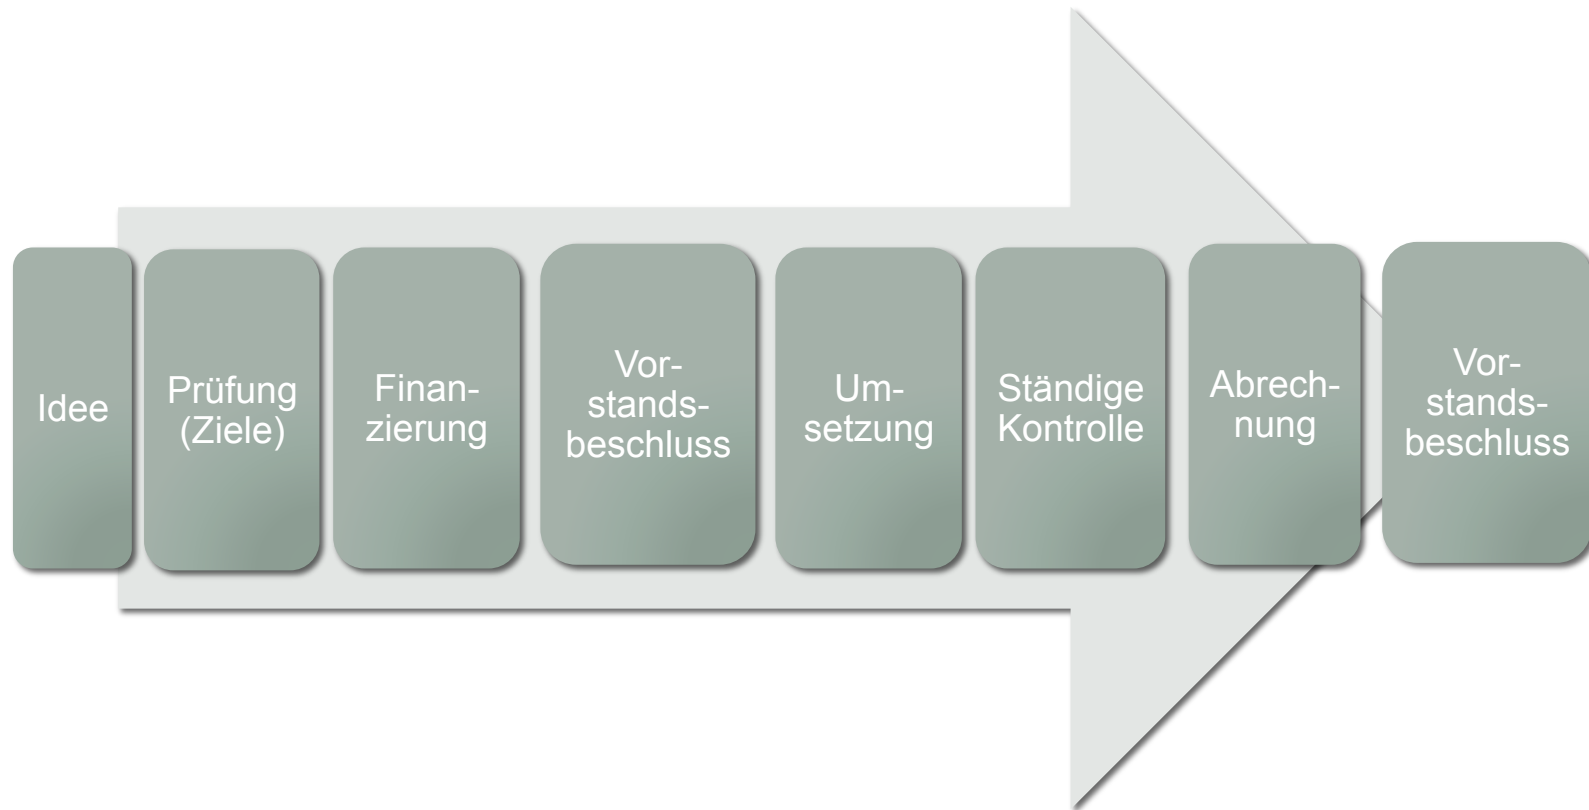 Idee
Prüfung
(Ziele)
Finan-
zierung
Vor-
stands-
beschluss
Um-
setzung
Ständige
Kontrolle
Abrech-
nung
Vor-
stands-
beschluss